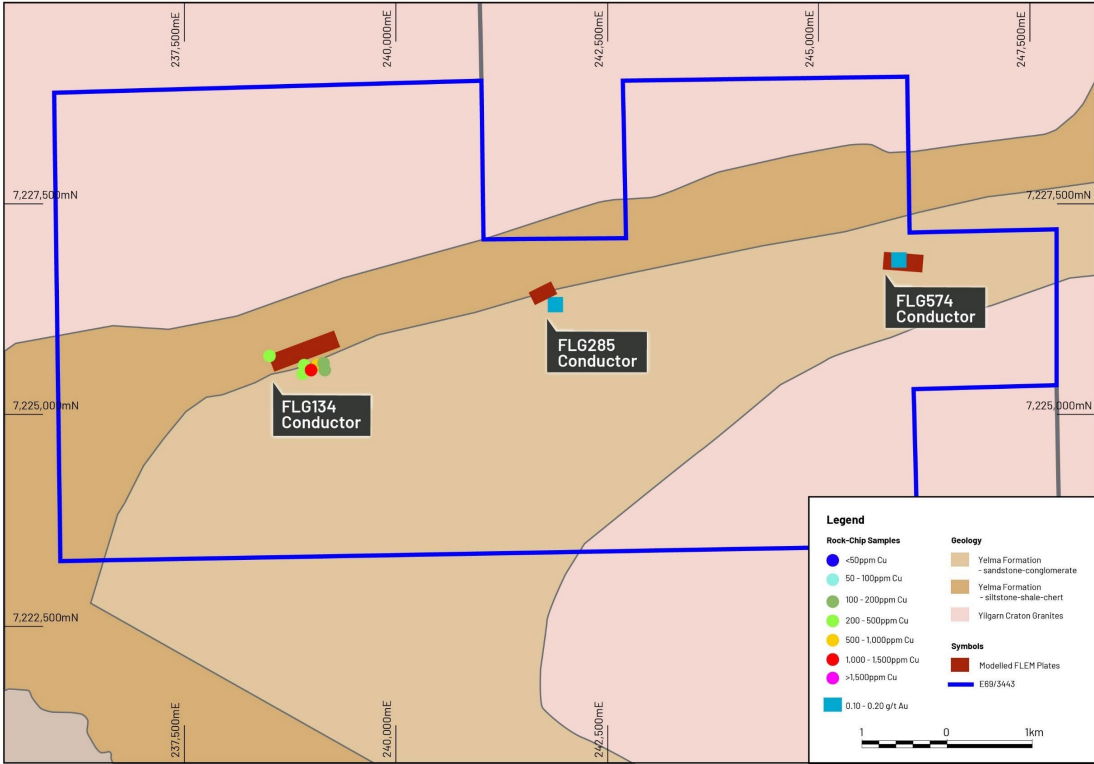 237,500mE
240,000mE
242,500mE
245,000mE
247,500mE
7,227,500mN
7,227,500mN
FLG574
Conductor
FLG285
Conductor
FLG134
Conductor
7,225,000mN
7,225,000mN
7,222,500mN
237,500mE
240,000mE
242,500mE
Legend
Rock-Chip Samples
<50ppm Cu
50 - 100ppm Cu
100 - 200ppm Cu
200 - 500ppm Cu
500 - 1,000ppm Cu
1,000 - 1,500ppm Cu
>1,500ppm Cu
0.10 - 0.20 g/t Au
Geology
Yelma Formation
- sandstone-conglomerate
Yelma Formation
- siltstone-shale-chert
Yilgarn Craton Granites
Symbols
Modelled FLEM Plates
E69/3443
1 0 1km